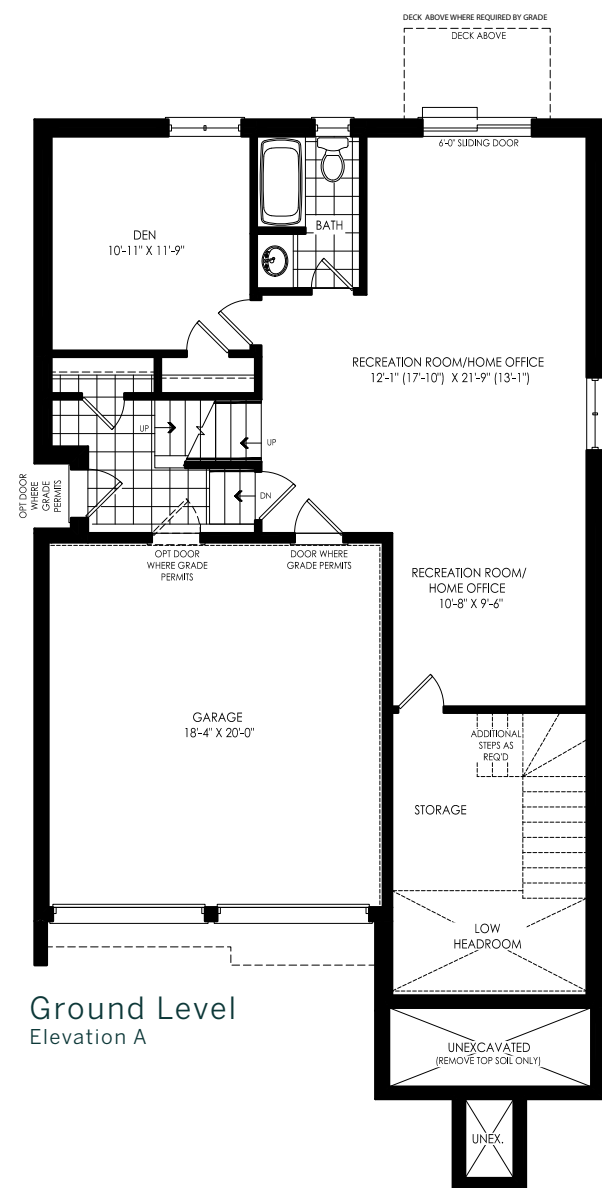 DECK ABOVE WHERE REQUIRED BY GRADE
DECK ABOVE
6'-0" SLIDING DOOR
BATH
DEN
10'-11" X 11'-9"
RECREATION ROOM/HOME OFFICE
12'-1" (17'-10") X 21'-9" (13'-1")
UP
UP
DN
OPT DOOR
WHERE
GRADE
PERMITS
OPT DOOR
WHERE GRADE
PERMITS
DOOR WHERE
GRADE PERMITS
RECREATION ROOM/
HOME OFFICE
10'-8" X 9'-6"
GARAGE
18'-4" X 20'-0"
ADDITIONAL
STEPS AS
REQ'D
STORAGE
LOW
HEADROOM
Ground Level
Elevation A
UNEXCAVATED
(REMOVE TOP SOIL ONLY)
UNEX.